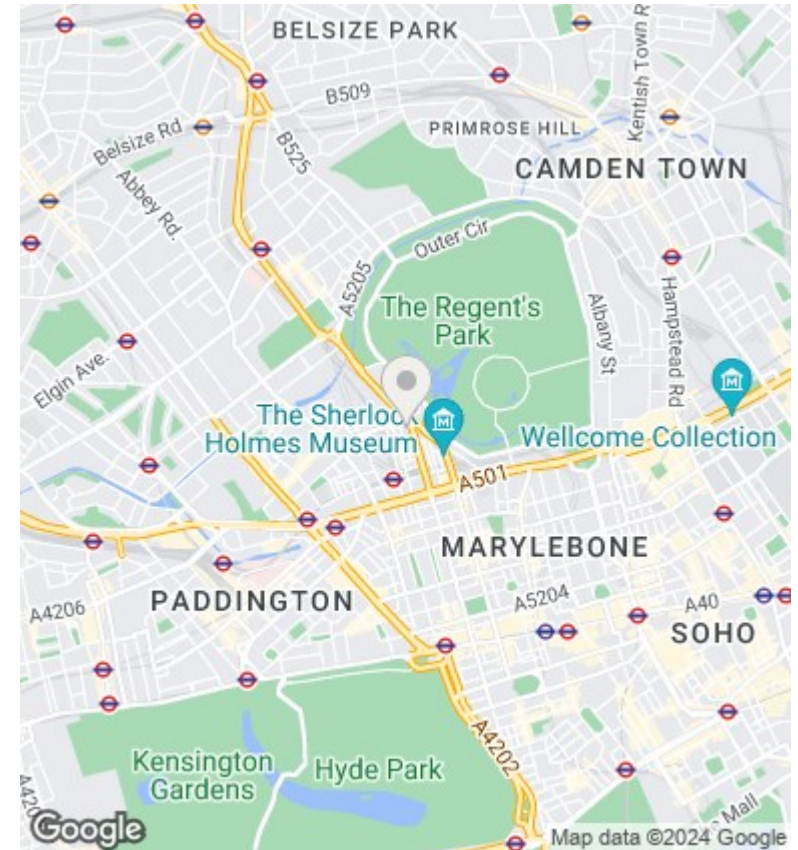 BELSIZE PARK
Kentish Town R
B509
PRIMROSE HILL
Belsize Rd
B525
CAMDEN TOWN
Abbey Rd.
Outer Cir
A5205
Hampstead Rd
The Regent's
Park
Albany St
Elgin Ave.
The Sherlock
Holmes Museum
Wellcome Collection
A501
MARYLEBONE
A4206
PADDINGTON
A5204
A40
SOHO
A4202
Kensington
Gardens
Hyde Park
Mall
Google
Map data ©2024 Google